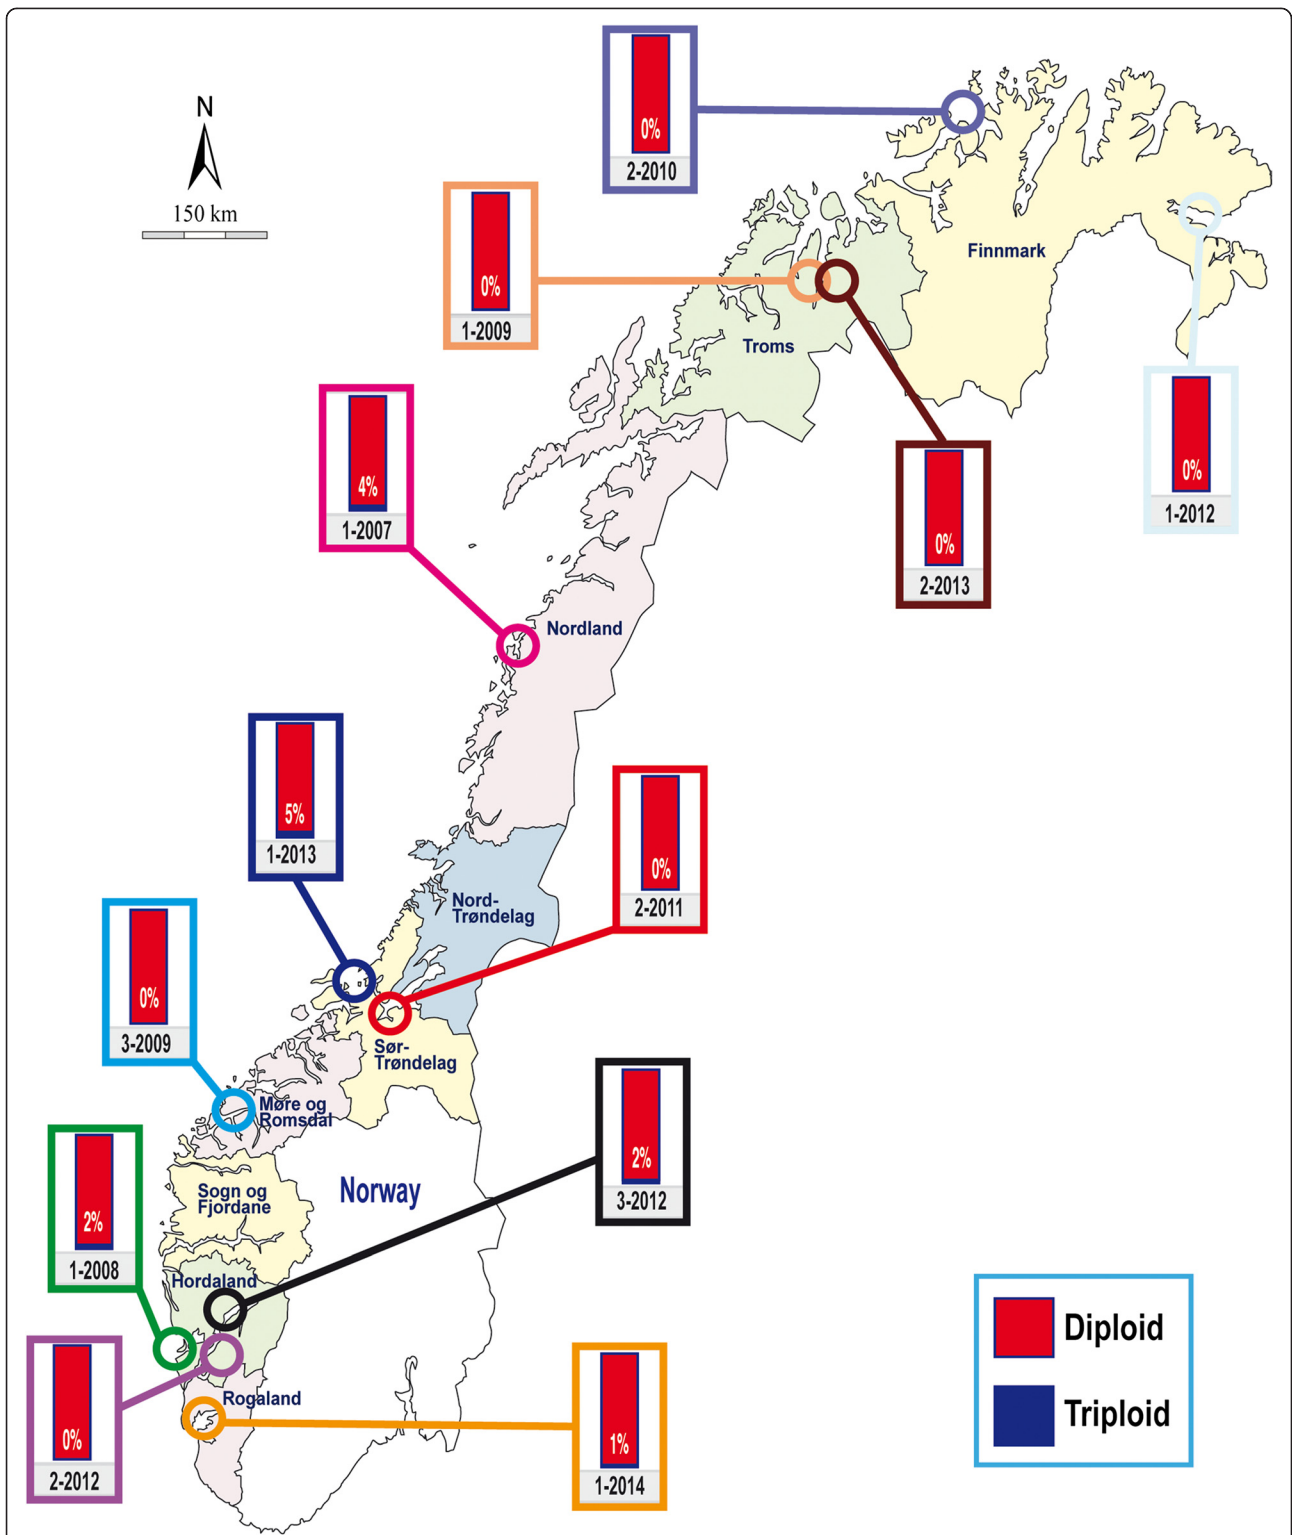 N
150 km
0%
2-2010
0%
1-2009
Finnmark
Troms
0%
1-2012
4%
1-2007
0%
2-2013
Nordland
5%
1-2013
0%
2-2011
Nord-
Trøndelag
0%
3-2009
Sør-
Trøndelag
Møre og
Romsdal
2%
3-2012
2%
1-2008
Sogn og
Fjordane
Norway
Hordaland
0%
2-2012
Rogaland
1%
1-2014
Diploid
Triploid